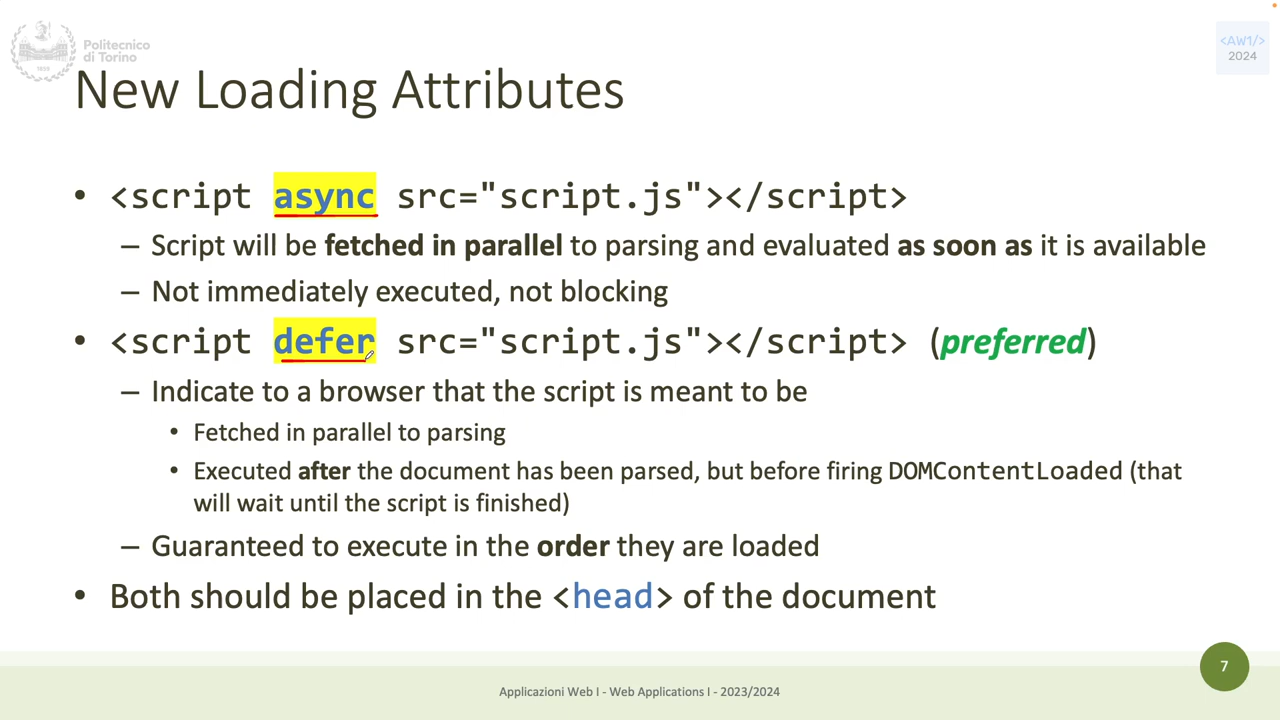 Politecnico
di Torino
<AW1/>
2024
New Loading Attributes
• <script async src="script.js"></script>
– Script will be fetched in parallel to parsing and evaluated as soon as it is available
– Not immediately executed, not blocking
• <script defer src="script.js"></script> (preferred)
– Indicate to a browser that the script is meant to be
• Fetched in parallel to parsing
• Executed after the document has been parsed, but before firing DOMContentLoaded (that
will wait until the script is finished)
– Guaranteed to execute in the order they are loaded
• Both should be placed in the <head> of the document
7
Applicazioni Web I - Web Applications I - 2023/2024